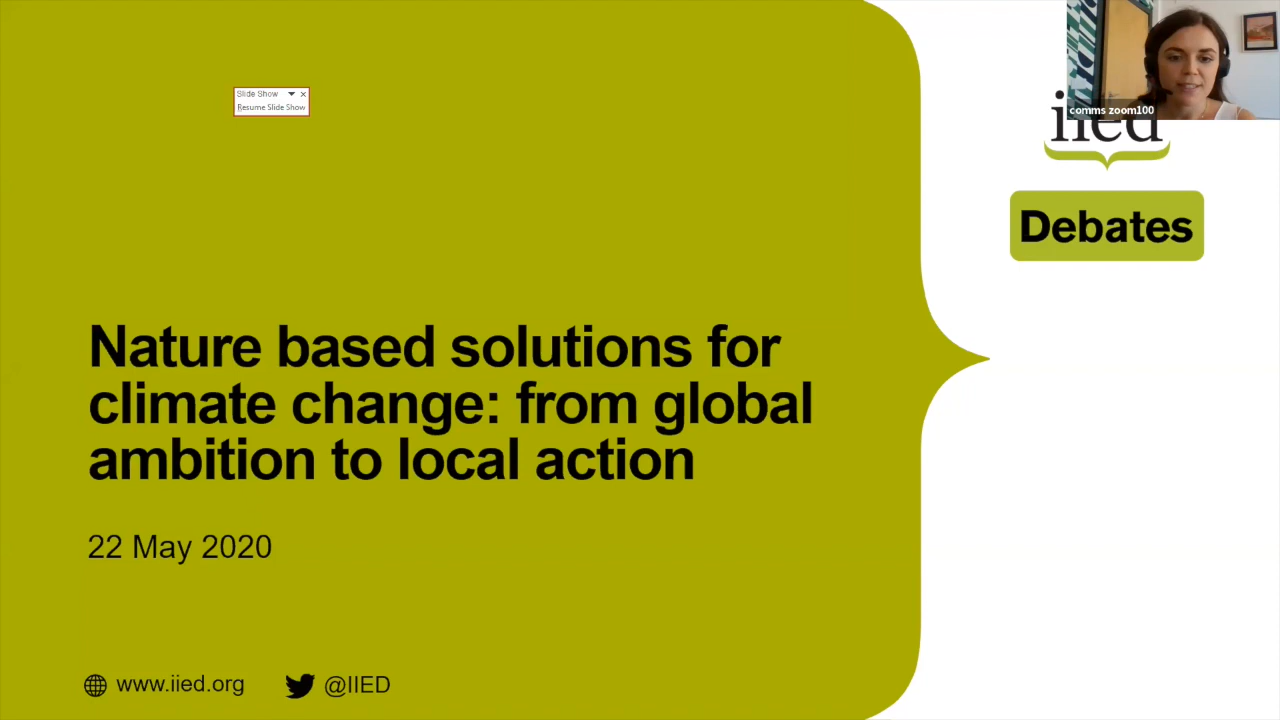 Slide Show
Resume Slide Show
comms zoom100
iied
Debates
Nature based solutions for
climate change: from global
ambition to local action
22 May 2020
www.iied.org
@IIED